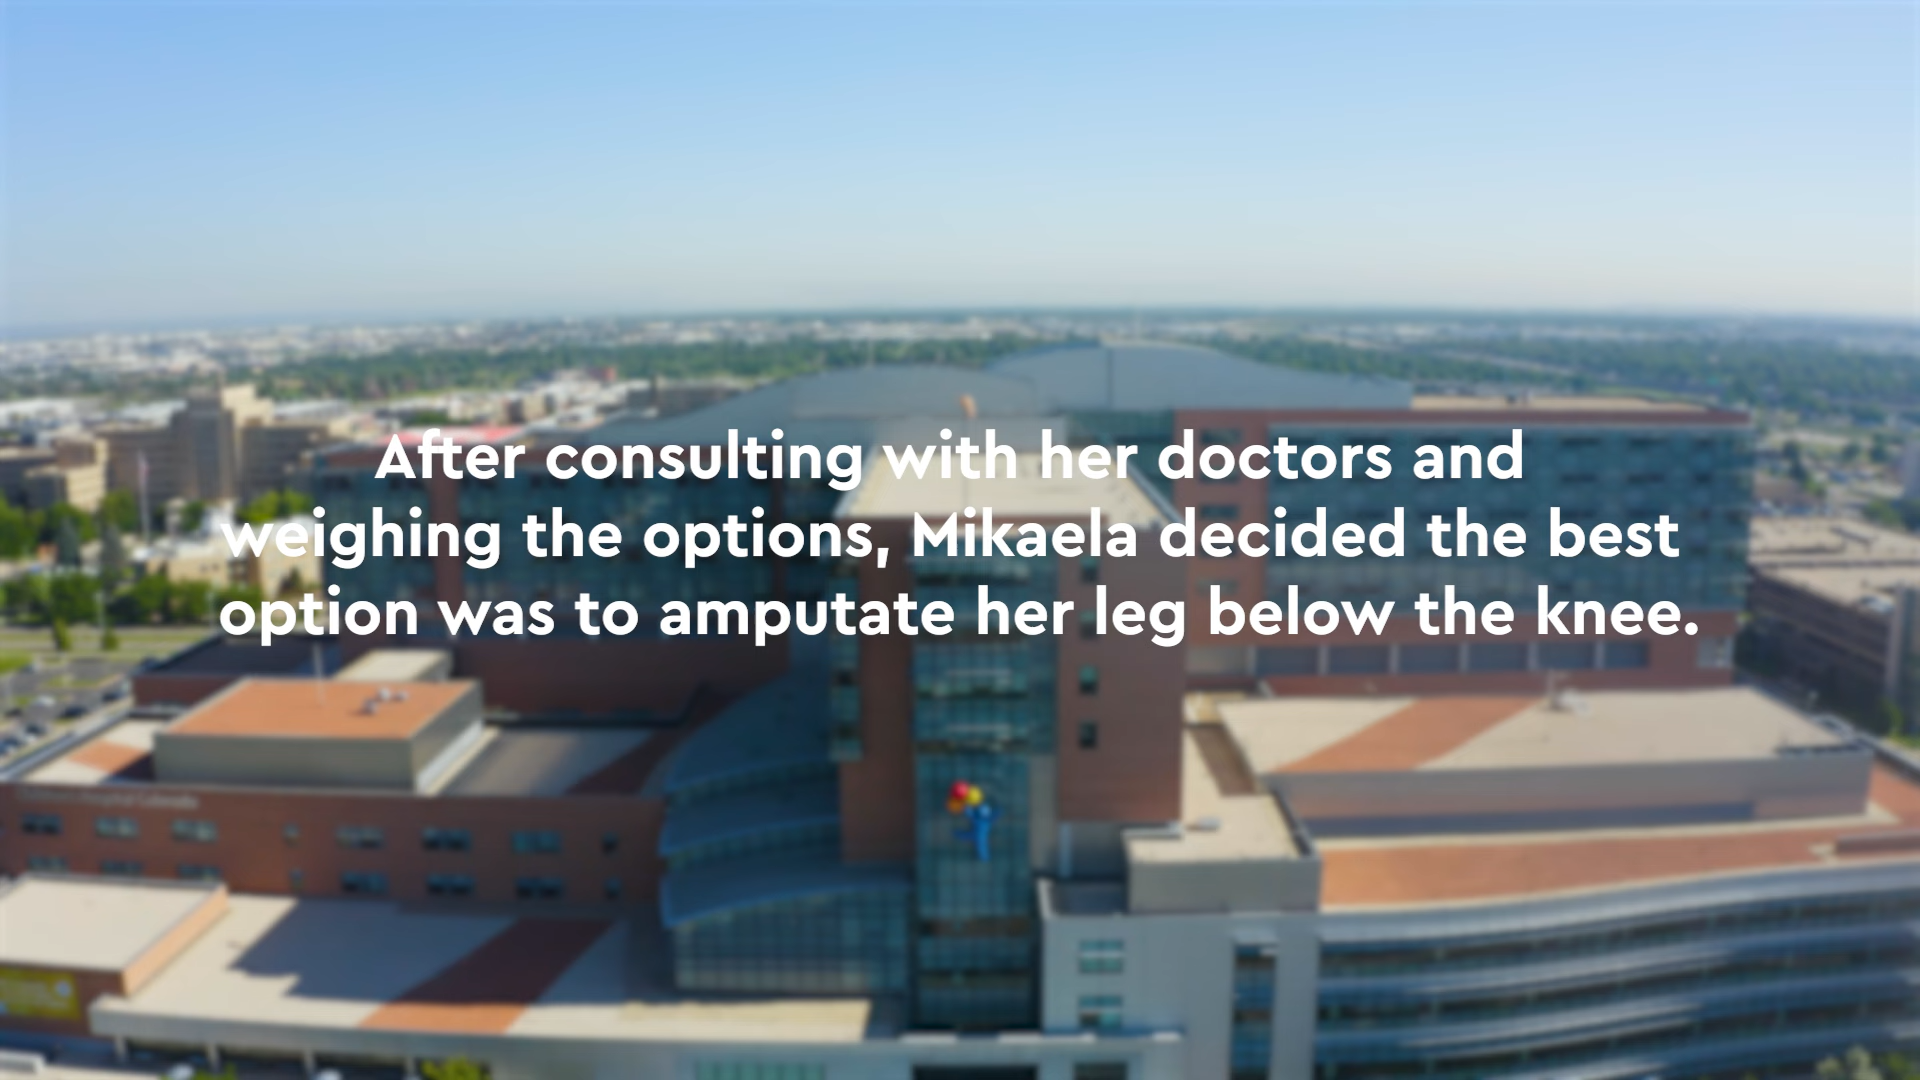 After consulting with her doctors and
weighing the options, Mikaela decided the best
option was to amputate her leg below the knee.